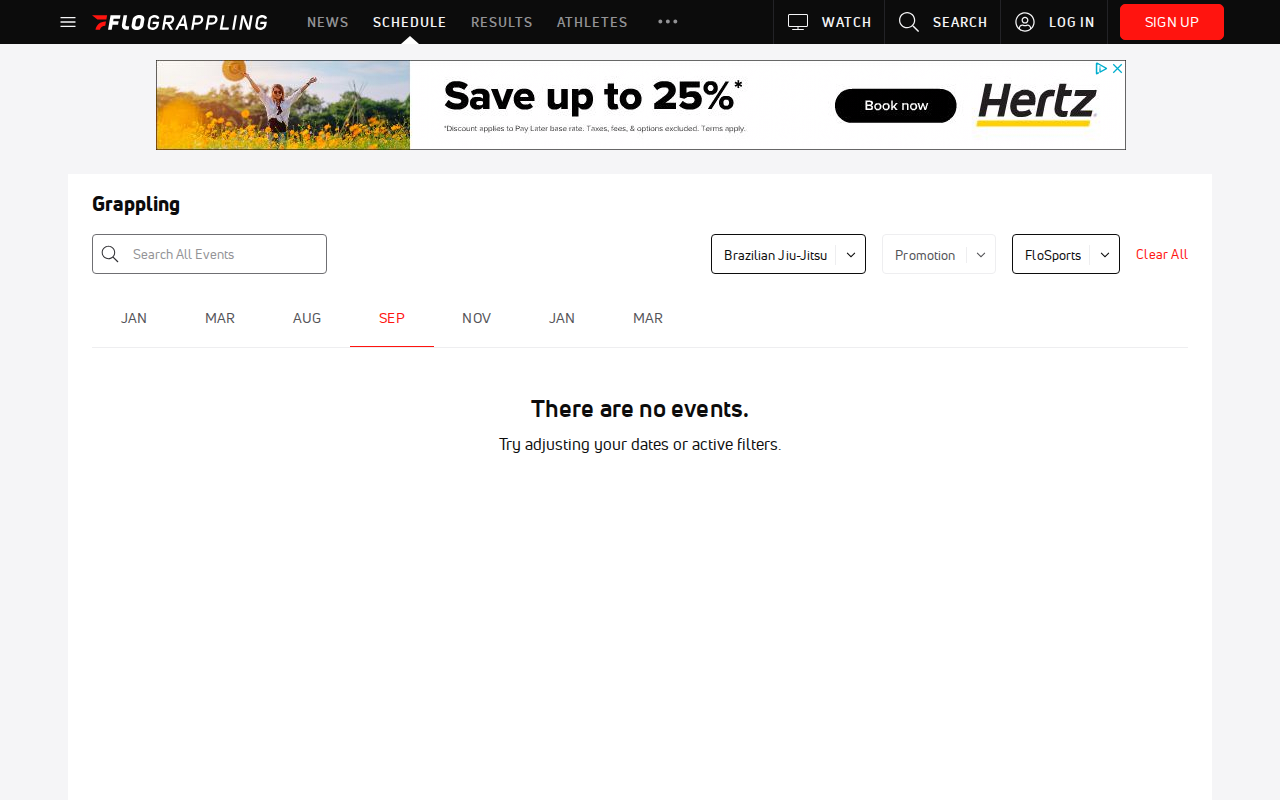 FLOGRAPPLING
NEWS
SCHEDULE
RESULTS
ATHLETES
WATCH
SEARCH
LOG IN
SIGN UP
Save up to 25%*
*Discount applies to Pay Later base rate. Taxes, fees, & options excluded. Terms apply.
Book now
Hertz
Grappling
Search All Events
Brazilian Jiu-Jitsu
Promotion
FloSports
Clear All
JAN
MAR
AUG
SEP
NOV
JAN
MAR
There are no events.
Try adjusting your dates or active filters.